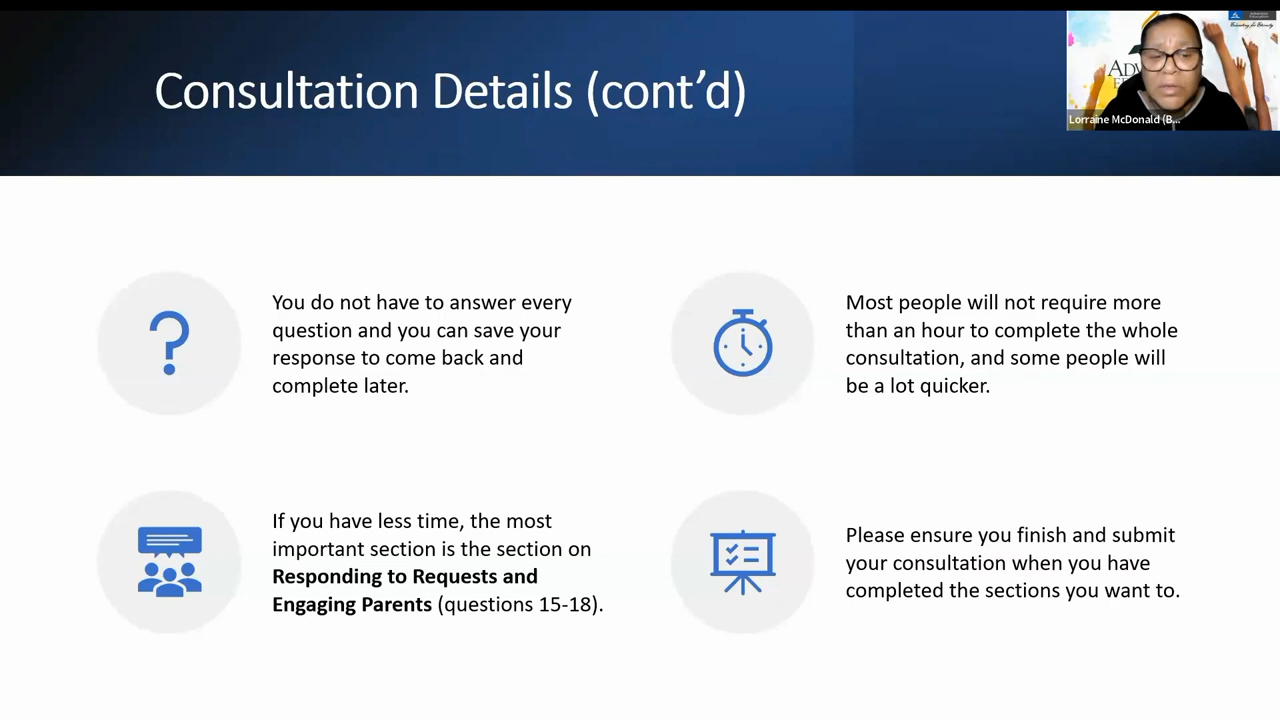 Consultation Details (cont’d)
Lorraine McDonald (B...
You do not have to answer every
question and you can save your
response to come back and
complete later.
Most people will not require more
than an hour to complete the whole
consultation, and some people will
be a lot quicker.
If you have less time, the most
important section is the section on
Responding to Requests and
Engaging Parents (questions 15-18).
Please ensure you finish and submit
your consultation when you have
completed the sections you want to.